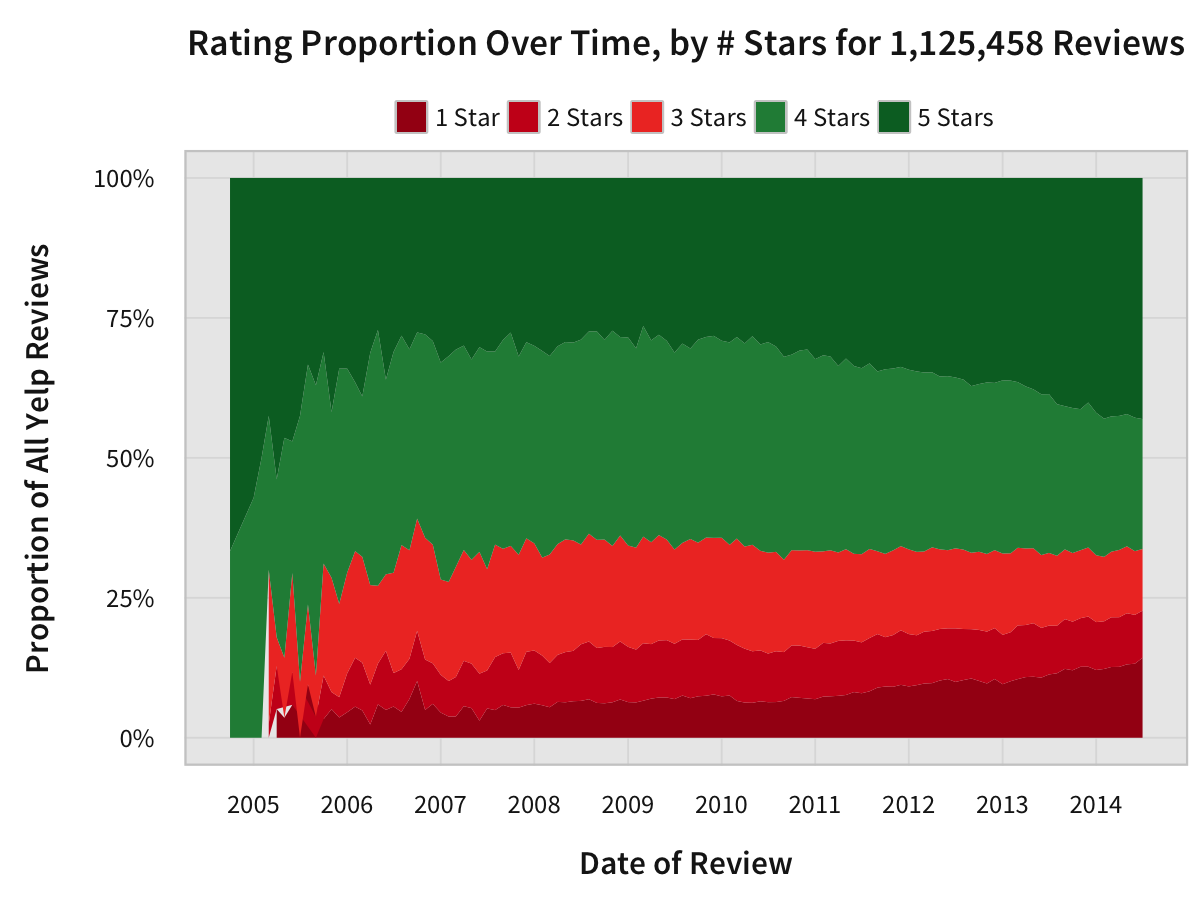 Rating Proportion Over Time, by # Stars for 1,125,458 Reviews
1 Star 2 Stars 3 Stars 4 Stars 5 Stars
Proportion of All Yelp Reviews
100%
75%
50%
25%
0%
2005 2006 2007 2008 2009 2010 2011 2012 2013 2014
Date of Review